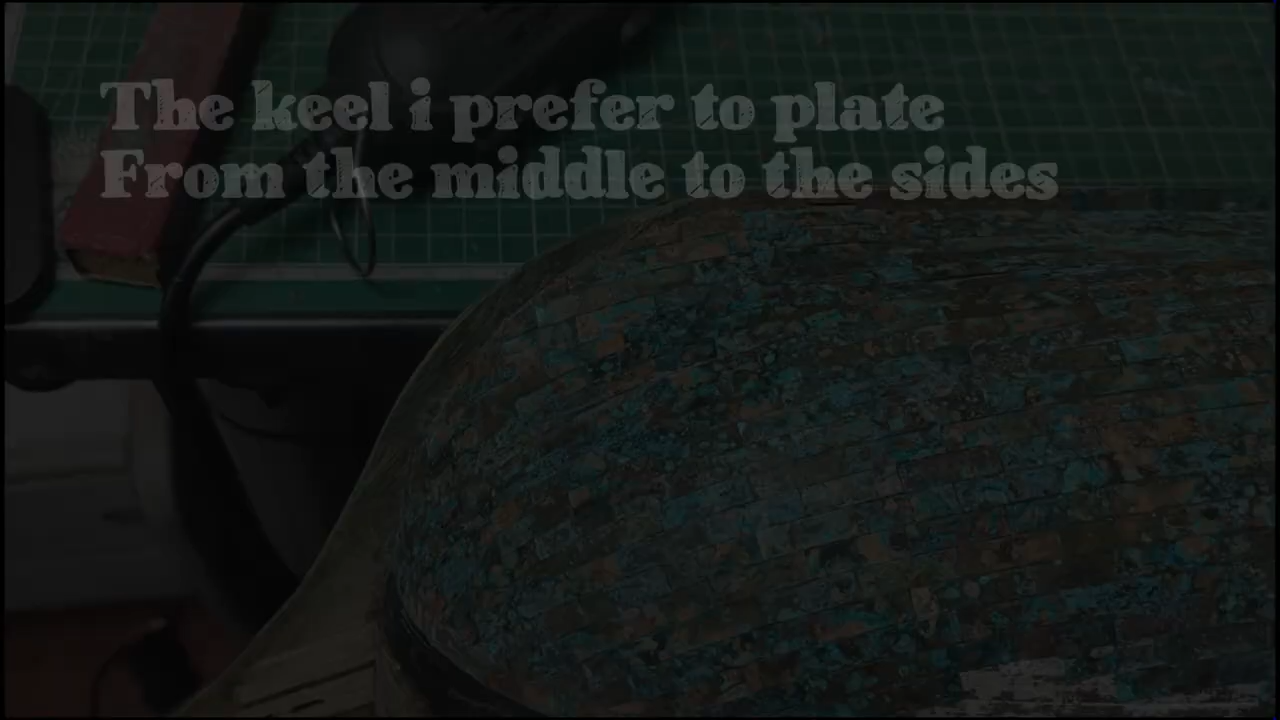 The keel i prefer to plate
From the middle to the sides